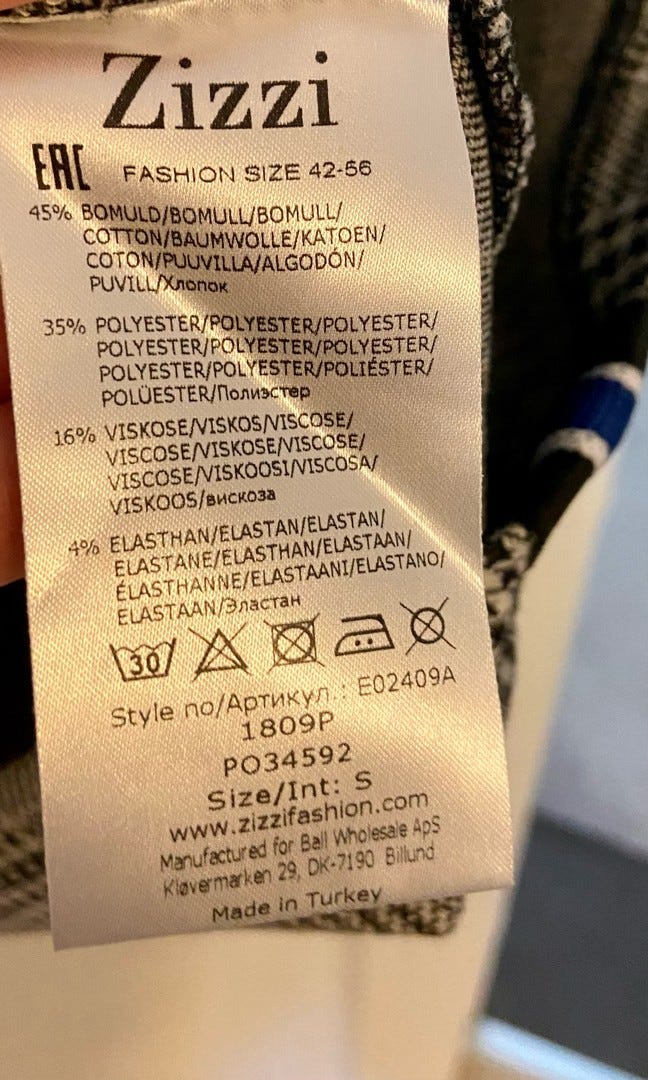 Zizzi
EAC FASHION SIZE 42-56
45% BOMULD/BOMULL/BOMULL/
COTTON/BAUMWOLLE/KATOEN/
COTON/PUUVILLA/ALGODÓN/
PUVILL/Хлопок
35% POLYESTER/POLYESTER/POLYESTER/
POLYESTER/POLYESTER/POLYESTER/
POLYESTER/POLYESTER/POLIÉSTER/
POLÜESTER/Полиэстер
16% VISKOSE/VISKOS/VISCOSE/
VISCOSE/VISKOSE/VISCOSE/
VISCOSE/VISKOOSI/VISCOSA/
VISKOOS/вискоза
4% ELASTHAN/ELASTAN/ELASTAN/
ELASTANE/ELASTHAN/ELASTAAN/
ÉLASTHANNE/ELASTAANI/ELASTANO/
ELASTAAN/Эластан
30
Style no/Артикул.: E02409A
1809P
PO34592
Size/Int: S
www.zizzifashion.com
Manufactured for Ball Wholesale ApS
Kløvermarken 29, DK-7190 Billund
Made in Turkey